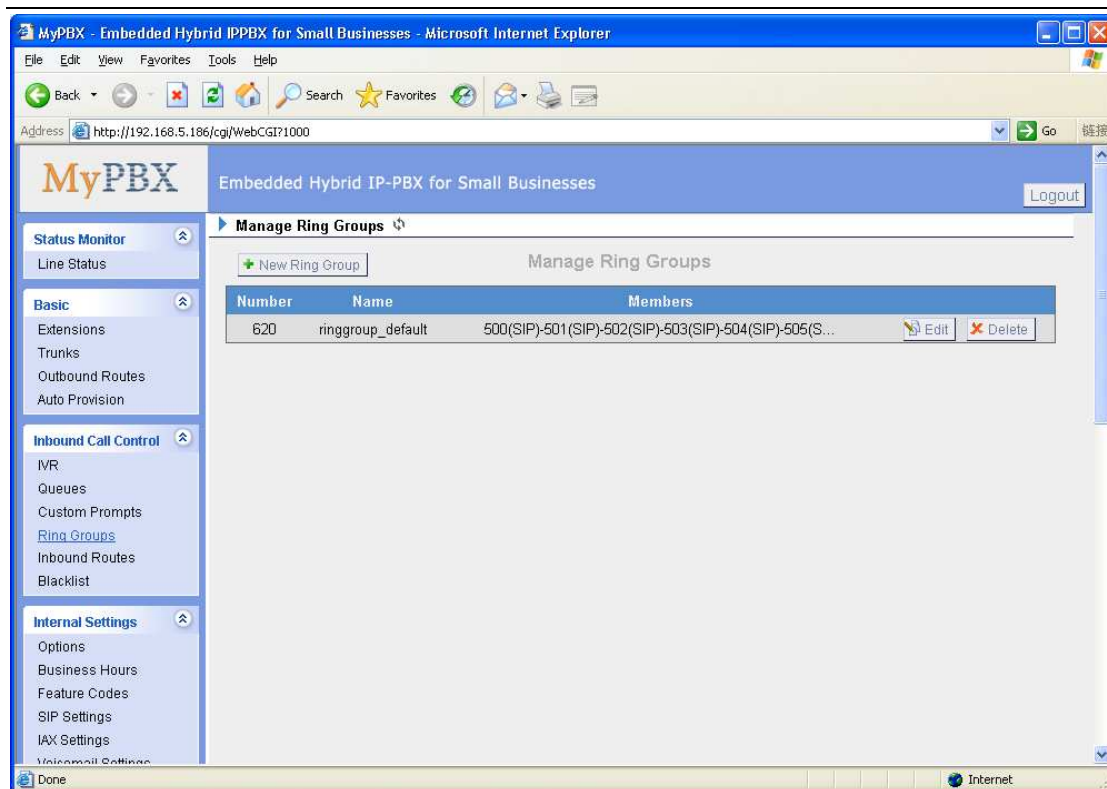 MyPBX - Embedded Hybrid IPPBX for Small Businesses - Microsoft Internet Explorer
File Edit View Favorites Tools Help
Back Search Favorites
Address http://192.168.5.186/cgi/WebCGI?1000 Go 链接
MyPBX
Embedded Hybrid IP-PBX for Small Businesses
Logout
Status Monitor
Line Status
Basic
Extensions
Trunks
Outbound Routes
Auto Provision
Inbound Call Control
IVR
Queues
Custom Prompts
Ring Groups
Inbound Routes
Blacklist
Internal Settings
Options
Business Hours
Feature Codes
SIP Settings
IAX Settings
Voicemail Settings
Manage Ring Groups
New Ring Group Manage Ring Groups
Number Name Members
620 ringgroup_default 500(SIP)-501(SIP)-502(SIP)-503(SIP)-504(SIP)-505(S... Edit Delete
Done Internet